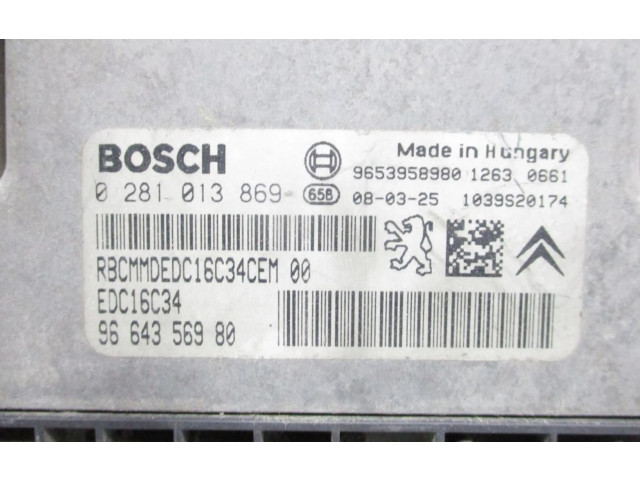 BOSCH
Made in Hungary
9653958980 1263 0661
0 281 013 869 65B 08-03-25 1039S20174
RBCMMDEDC16C34CEM 00
EDC16C34
96 643 569 80